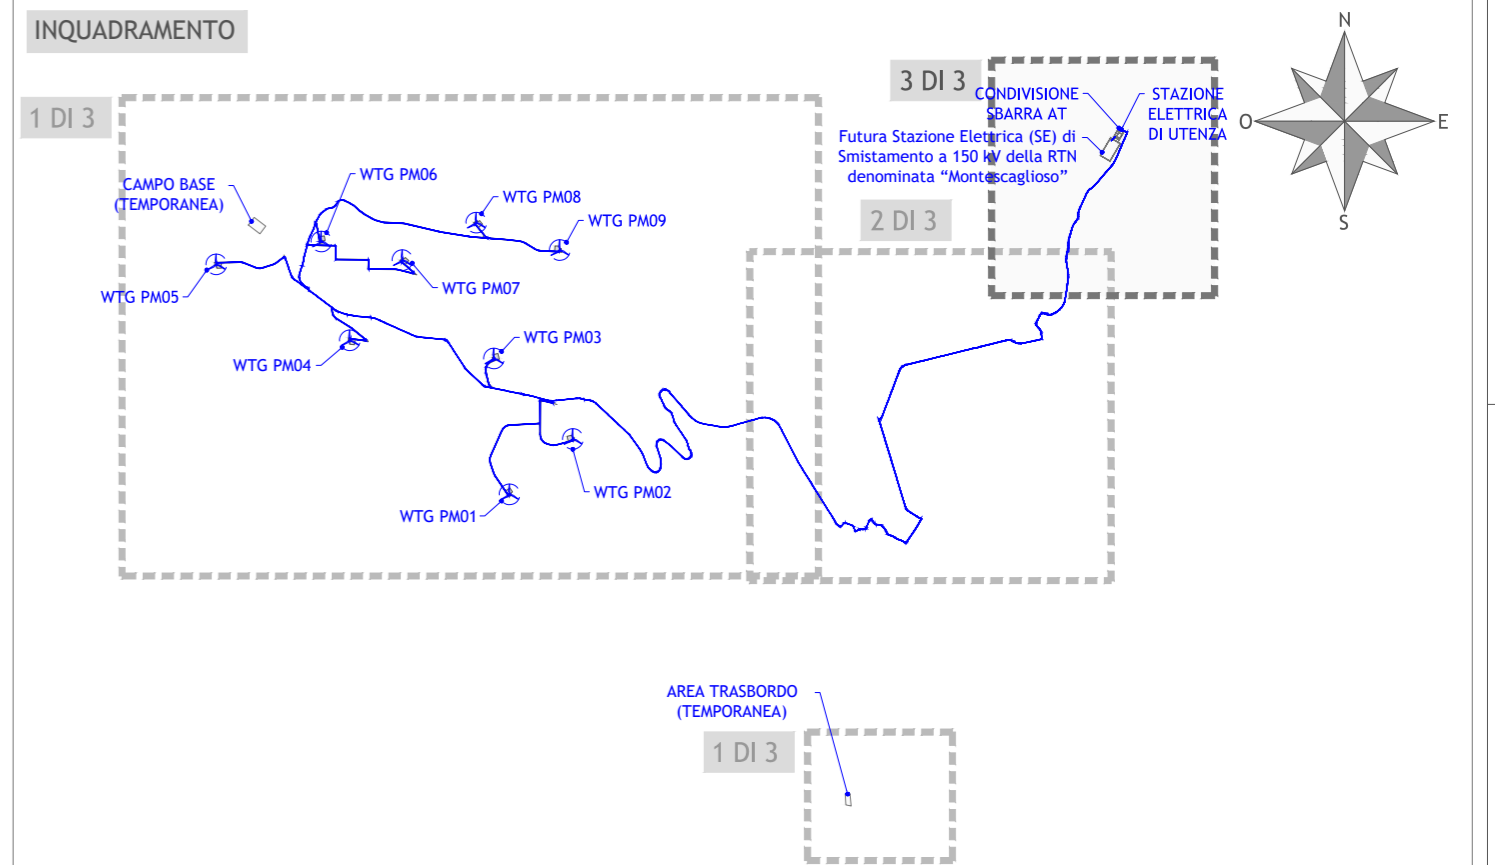 INQUADRAMENTO
N
3 DI 3
CONDIVISIONE
SBARRA AT
STAZIONE
ELETTRICA
DI UTENZA
1 DI 3
O
E
Futura Stazione Elettrica (SE) di
Smistamento a 150 kV della RTN
denominata “Montescaglioso”
S
2 DI 3
CAMPO BASE
(TEMPORANEA)
WTG PM06
WTG PM08
WTG PM09
WTG PM05
WTG PM07
WTG PM03
WTG PM04
WTG PM02
WTG PM01
AREA TRASBORDO
(TEMPORANEA)
1 DI 3